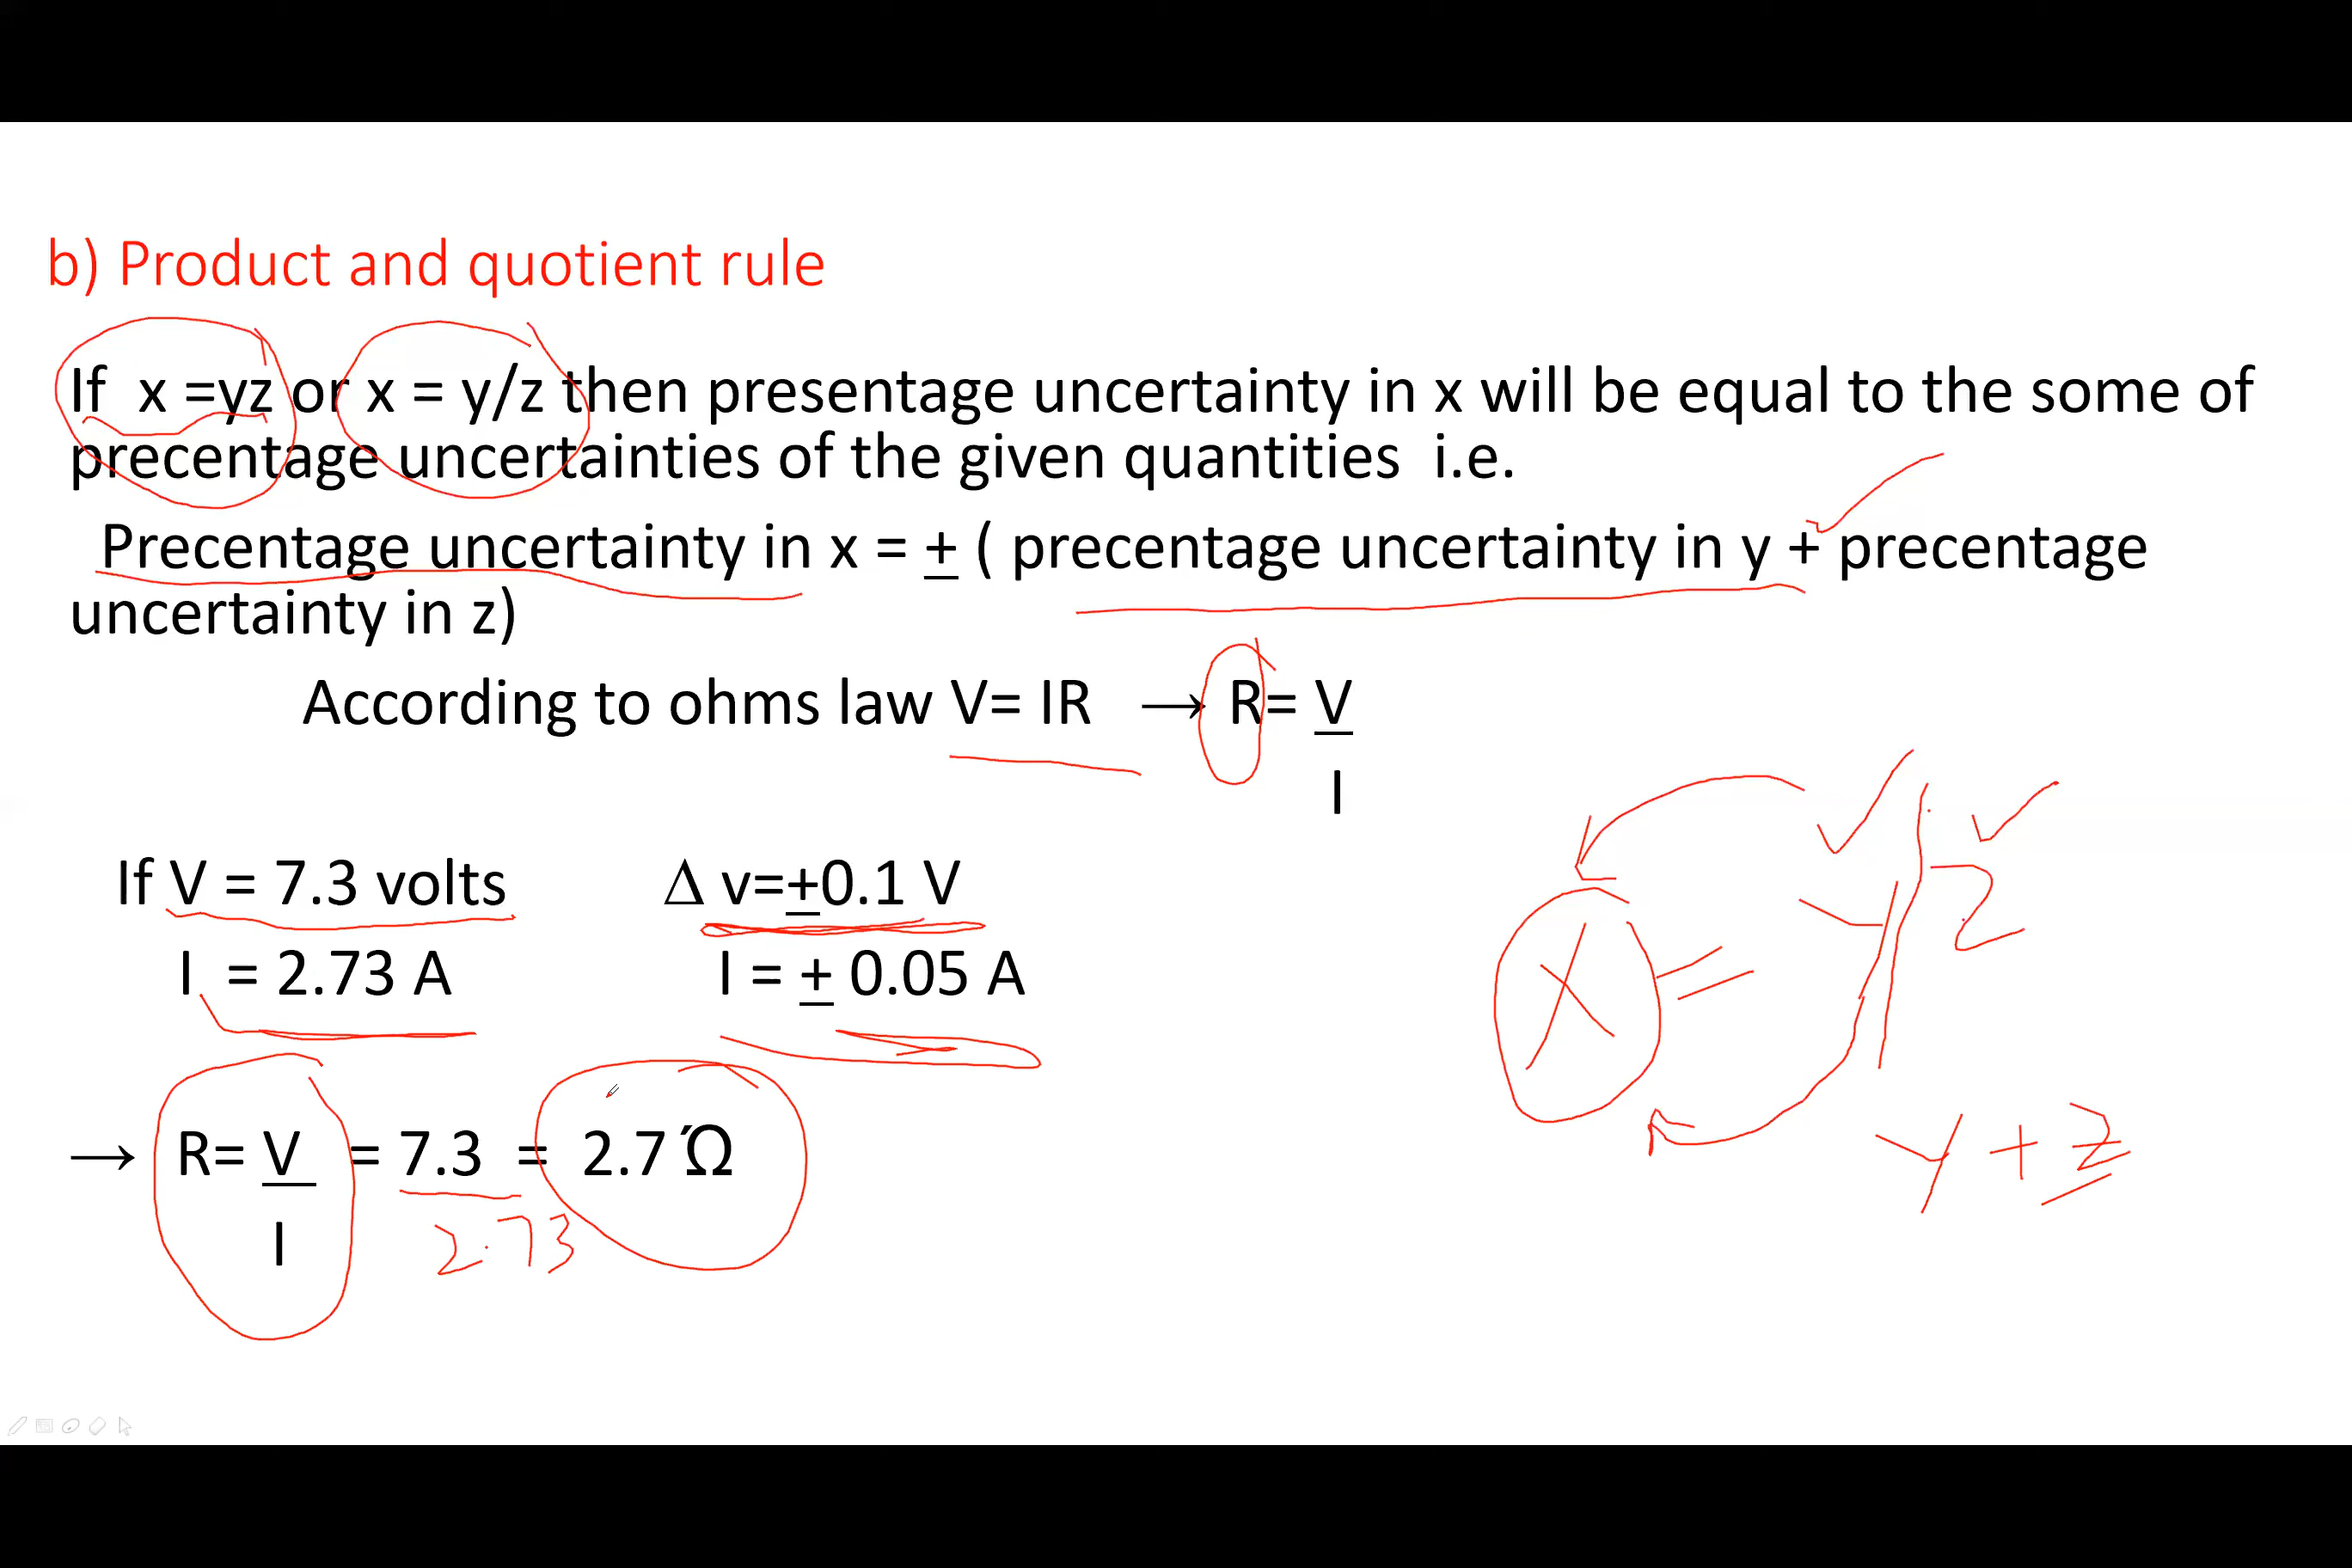 b) Product and quotient rule
If x =yz or x = y/z then presentage uncertainty in x will be equal to the some of
precentage uncertainties of the given quantities i.e.
Precentage uncertainty in x = ± ( precentage uncertainty in y + precentage
uncertainty in z)
According to ohms law V= IR → R= V
I
If V = 7.3 volts Δ v=±0.1 V
I = 2.73 A I = ± 0.05 A
X = Y / Z
Y + Z
→ R= V = 7.3 = 2.7 Ώ
I 2.73